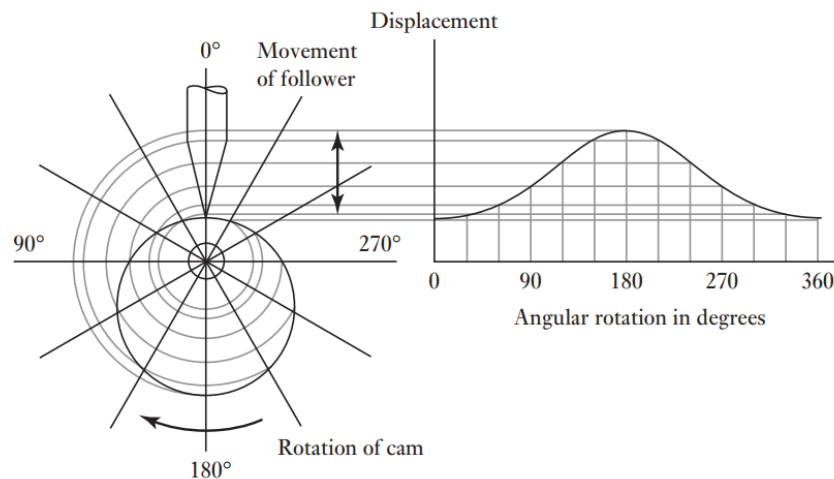 Displacement
0°
Movement
of follower
90°
270°
0
90
180
270
360
Angular rotation in degrees
Rotation of cam
180°